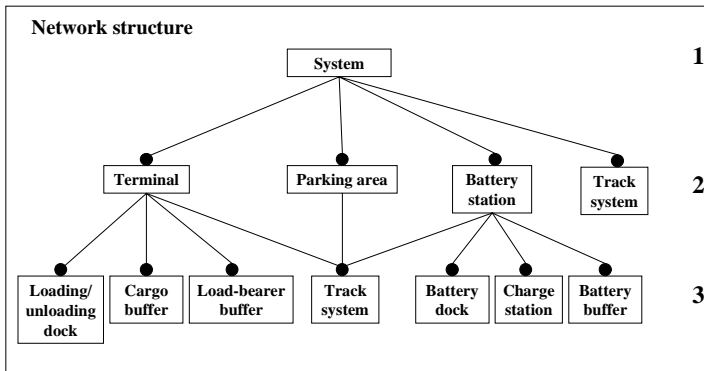 Network structure
System
1
Terminal
Parking area
Battery
station
Track
system
2
Loading/
unloading
dock
Cargo
buffer
Load-bearer
buffer
Track
system
Battery
dock
Charge
station
Battery
buffer
3